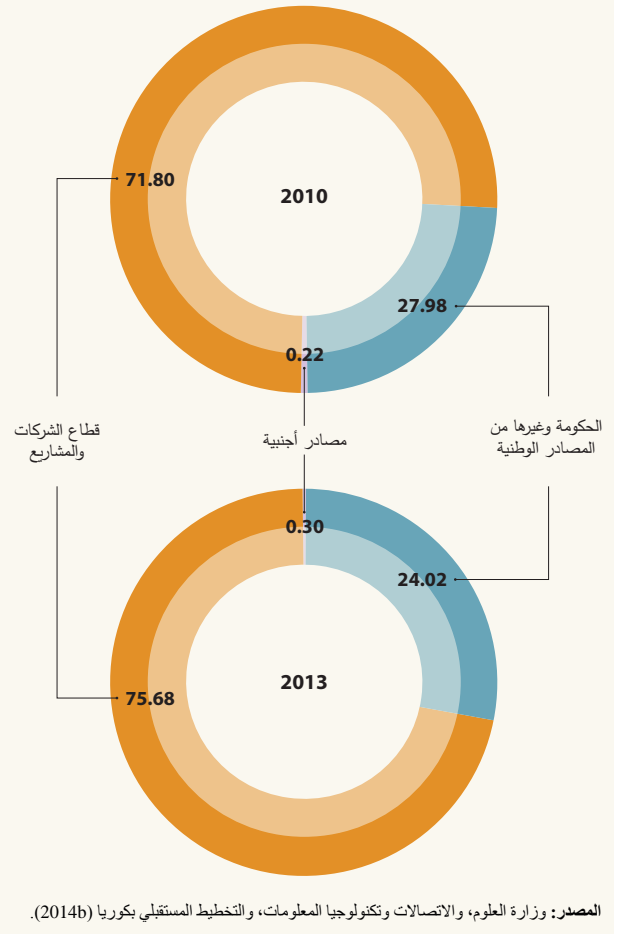 71.80
2010
27.98
0.22
الحكومة وغيرها من
المصادر الوطنية
مصادر أجنبية
قطاع الشركات
والمشاريع
0.30
24.02
2013
75.68
المصدر: وزارة العلوم، والاتصالات وتكنولوجيا المعلومات، والتخطيط المستقبلي بكوريا (2014b).